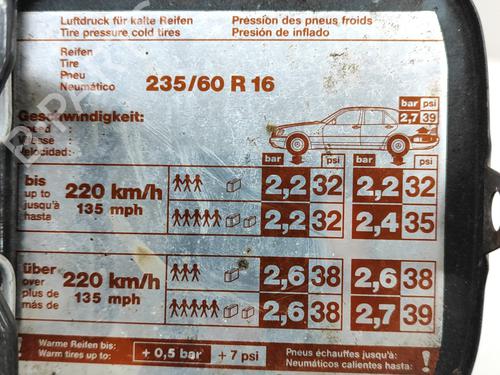 Luftdruck für kalte Reifen Pression des pneus froids
Tire pressure cold tires Presión de inflado
Reifen
Tire
Pneu
Neumático
235/60 R 16
Geschwindigkeit:
bar psi
2,7 39
bar psi bar psi
bis
up to
jusqu'à
hasta
220 km/h
135 mph
2,2 32 2,2 32
2,2 32 2,4 35
über
over
plus de
más de
220 km/h
135 mph
2,6 38 2,6 38
2,6 38 2,7 39
Warme Reifen bis:
Warm tires up to:
+ 0,5 bar + 7 psi
Pneus échauffes jusqu'à:
Neumáticos calientes hasta:
!